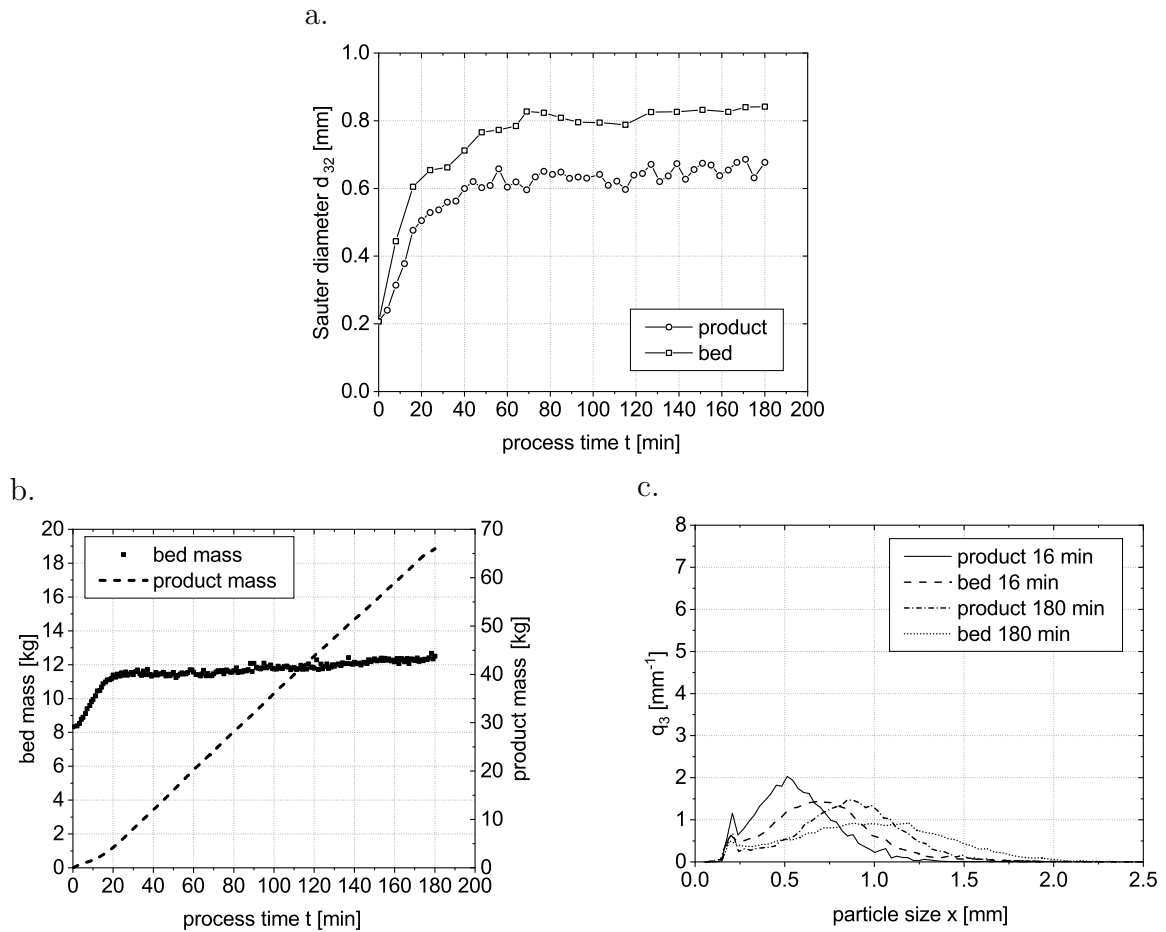 a.
1.0
0.8
0.6
0.4
0.2
0.0
Sauter diameter d32 [mm]
product
bed
0 20 40 60 80 100 120 140 160 180 200
process time t [min]
b.
20
18
16
14
12
10
8
6
4
2
0
bed mass [kg]
bed mass
product mass
70
60
50
40
30
20
10
0
product mass [kg]
0 20 40 60 80 100 120 140 160 180 200
process time t [min]
c.
8
7
6
5
4
3
2
1
0
q3 [mm-1]
product 16 min
bed 16 min
product 180 min
bed 180 min
0.0 0.5 1.0 1.5 2.0 2.5
particle size x [mm]